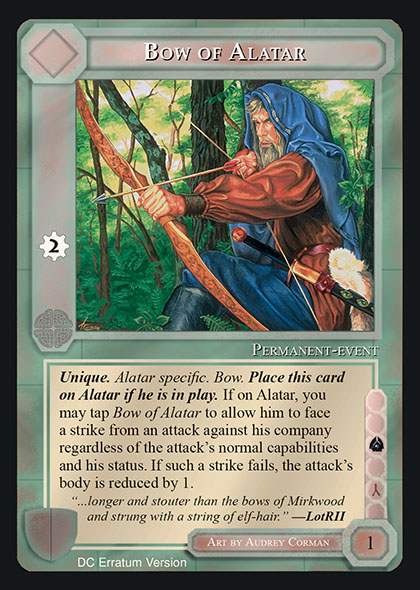 Bow of Alatar
2
Permanent-event
Unique. Alatar specific. Bow. Place this card
on Alatar if he is in play. If on Alatar, you
may tap Bow of Alatar to allow him to face
a strike from an attack against his company
regardless of the attack's normal capabilities
and his status. If such a strike fails, the attack's
body is reduced by 1.
"...longer and stouter than the bows of Mirkwood
and strung with a string of elf-hair." —LotRII
Art by Audrey Corman
1
DC Erratum Version